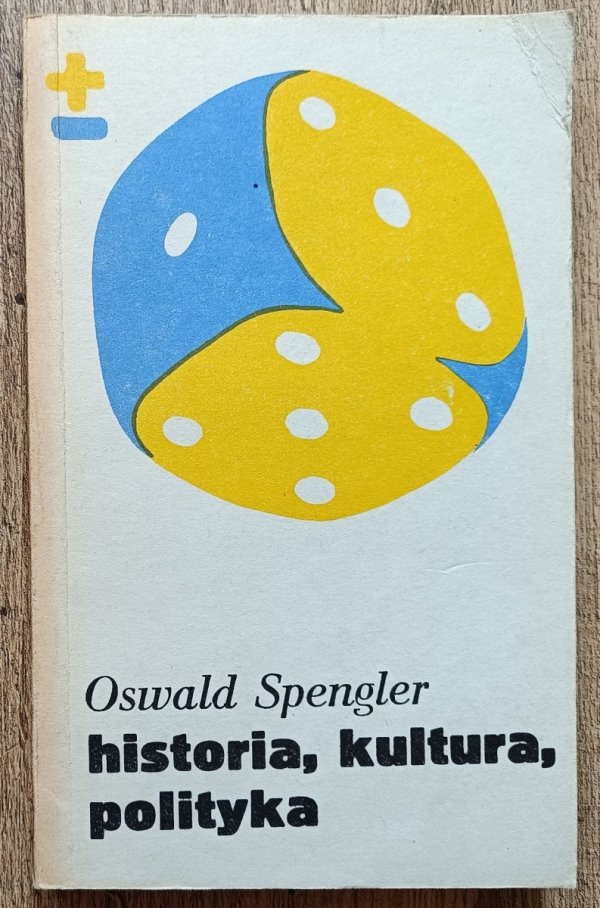 ±
Oswald Spengler
historia, kultura,
polityka